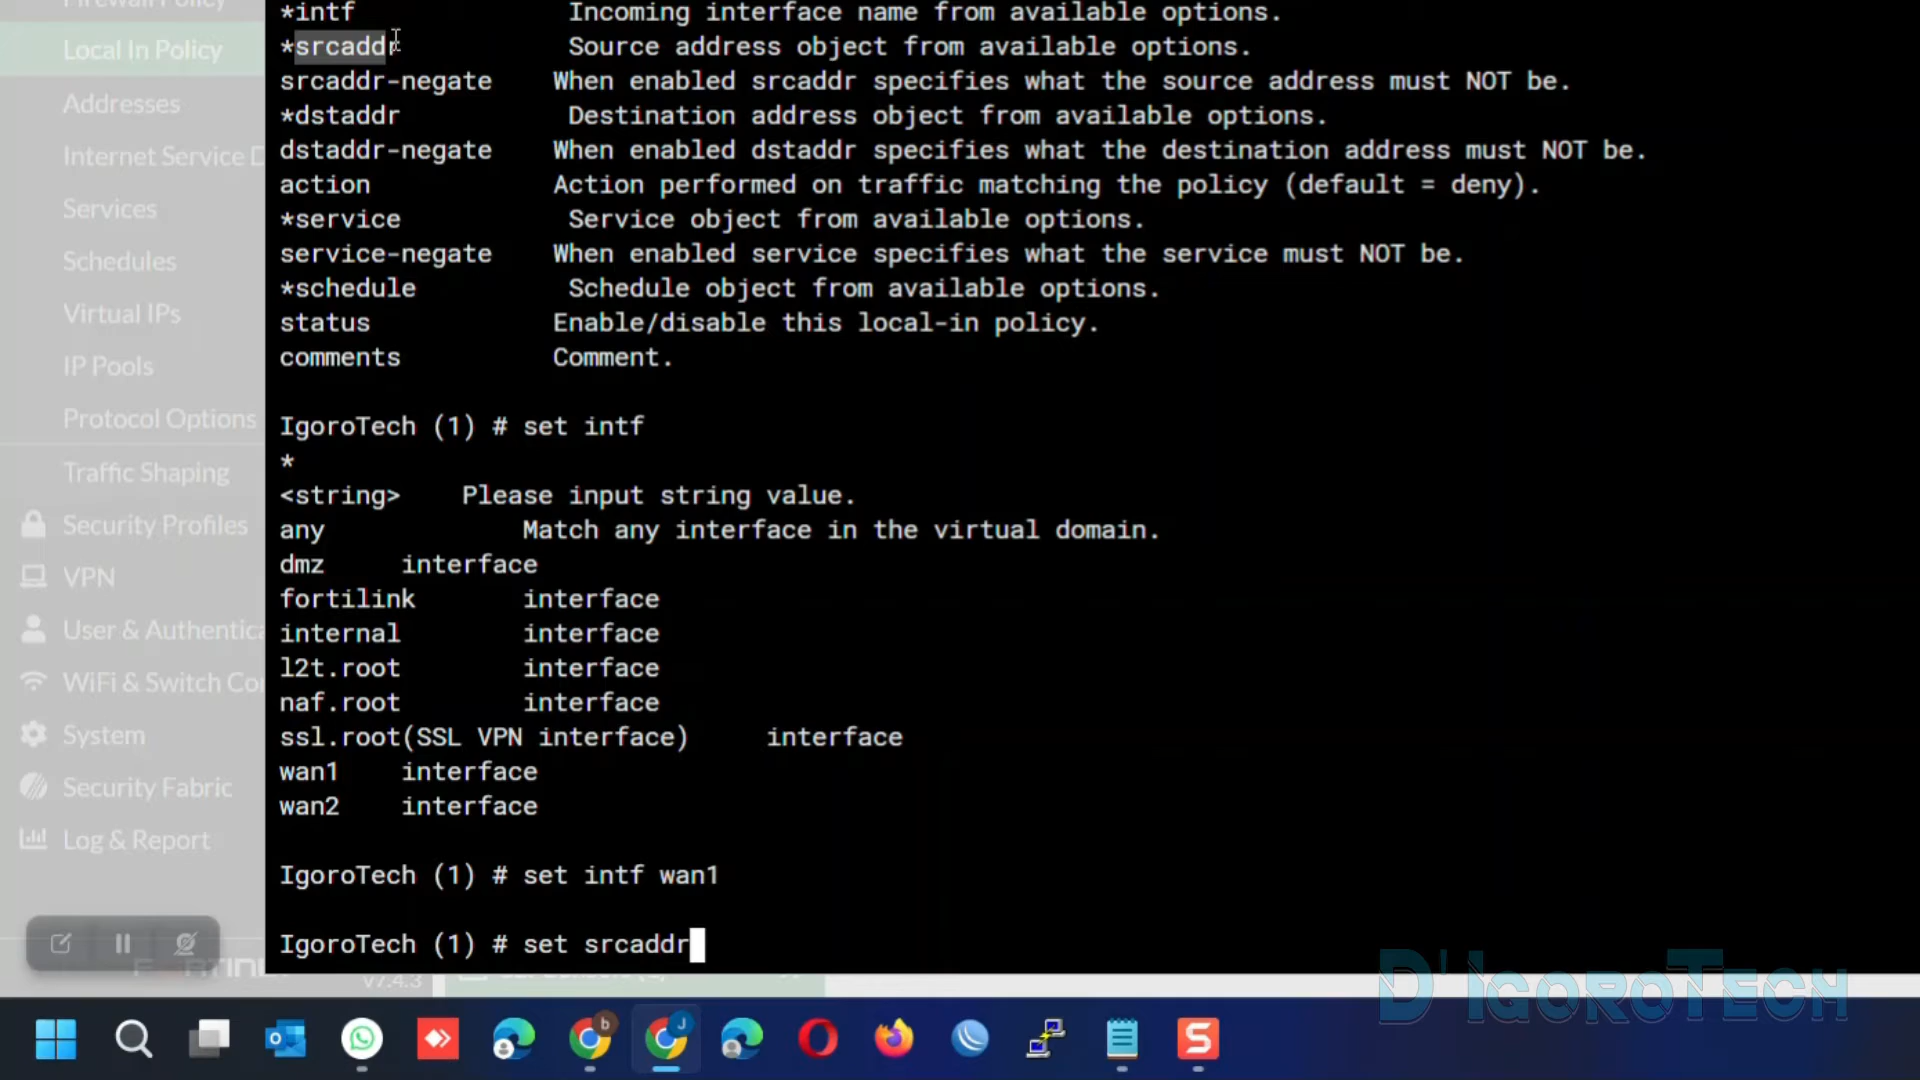 Firewall Policy
Local In Policy
Addresses
Internet Service D
Services
Schedules
Virtual IPs
IP Pools
Protocol Options
Traffic Shaping
Security Profiles
VPN
User & Authentica
WiFi & Switch Con
System
Security Fabric
Log & Report
v7.4.3
*intf Incoming interface name from available options.
*srcaddr Source address object from available options.
srcaddr-negate When enabled srcaddr specifies what the source address must NOT be.
*dstaddr Destination address object from available options.
dstaddr-negate When enabled dstaddr specifies what the destination address must NOT be.
action Action performed on traffic matching the policy (default = deny).
*service Service object from available options.
service-negate When enabled service specifies what the service must NOT be.
*schedule Schedule object from available options.
status Enable/disable this local-in policy.
comments Comment.
IgoroTech (1) # set intf
*
<string> Please input string value.
any Match any interface in the virtual domain.
dmz interface
fortilink interface
internal interface
l2t.root interface
naf.root interface
ssl.root(SSL VPN interface) interface
wan1 interface
wan2 interface
IgoroTech (1) # set intf wan1
IgoroTech (1) # set srcaddr
D'IGOROTECH